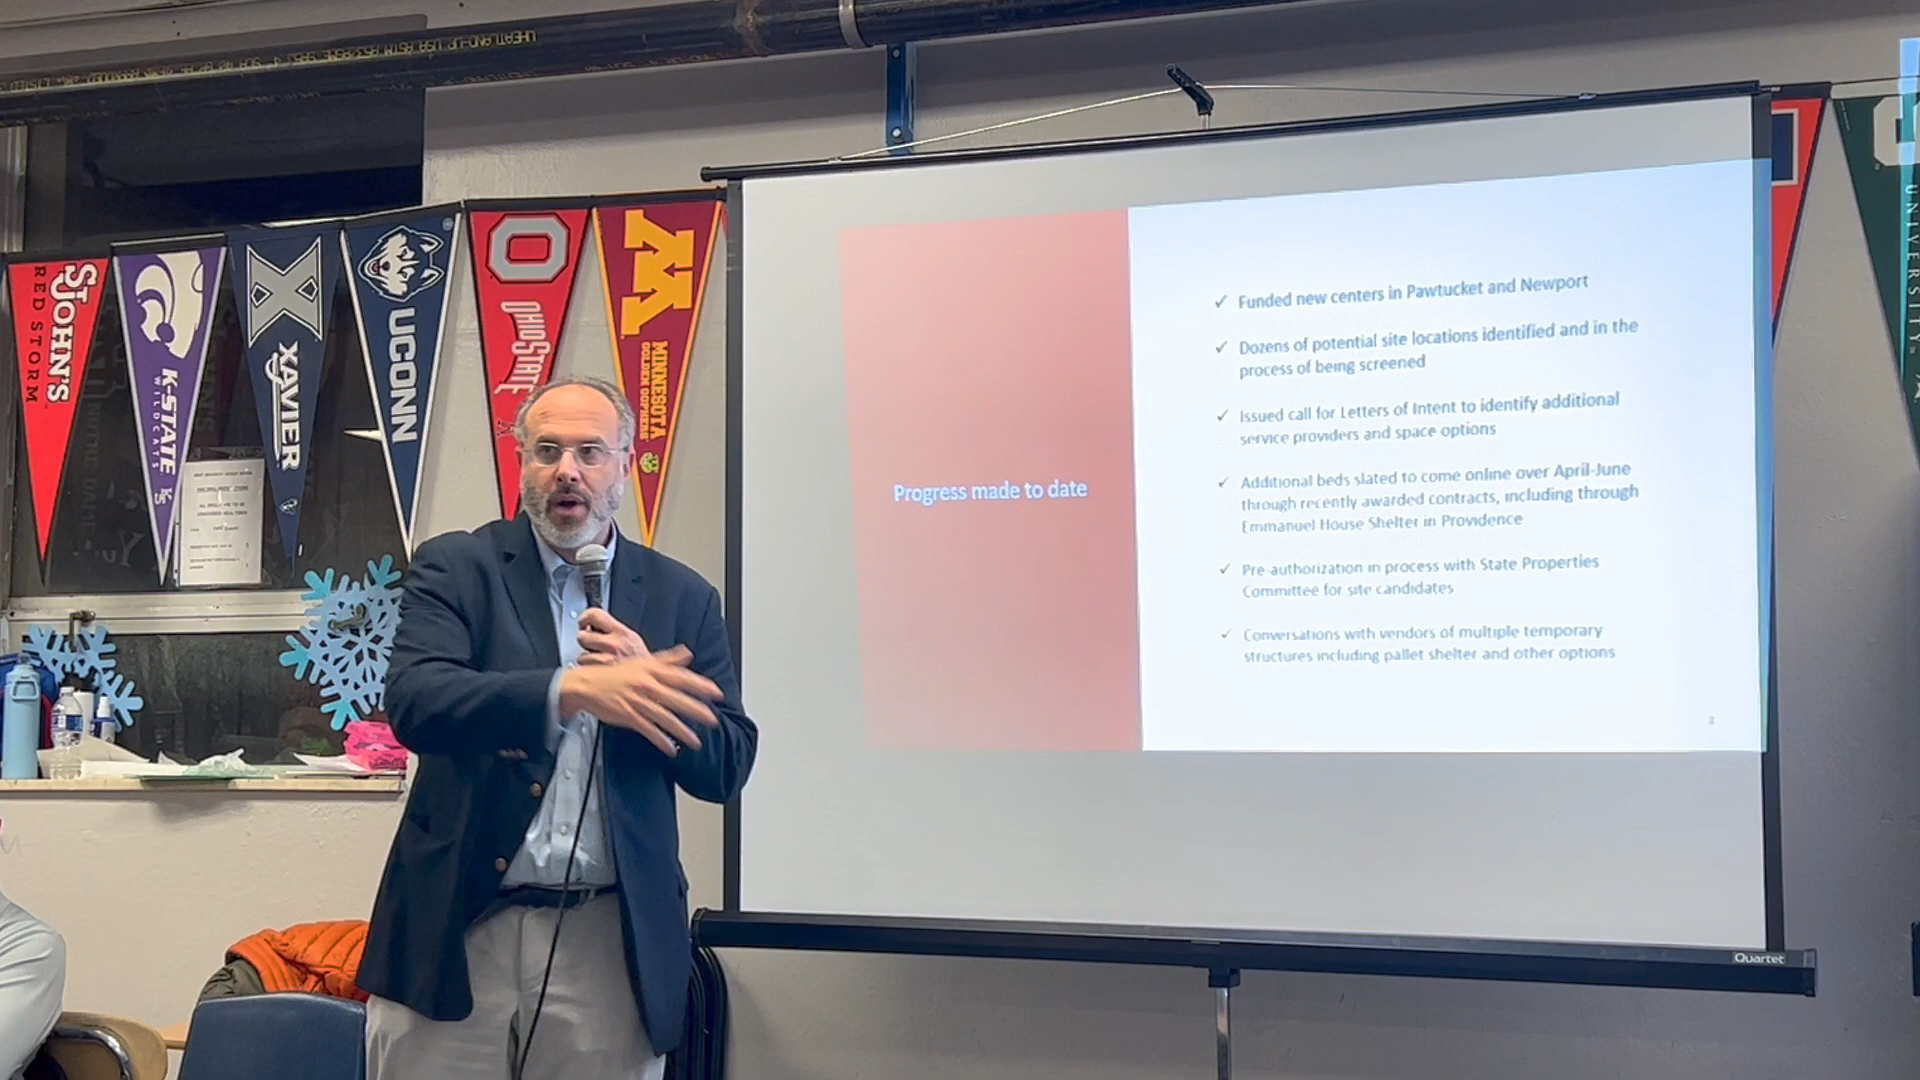 WHEATLAND
ST JOHN'S
RED STORM
K-STATE
WILDCATS
XAVIER
UCONN
OHIO STATE
MINNESOTA
GOLDEN GOPHERS
UNIVERSITY
Progress made to date
✓ Funded new centers in Pawtucket and Newport
✓ Dozens of potential site locations identified and in the
process of being screened
✓ Issued call for Letters of Intent to identify additional
service providers and space options
✓ Additional beds slated to come online over April-June
through recently awarded contracts, including through
Emmanuel House Shelter in Providence
✓ Pre-authorization in process with State Properties
Committee for site candidates
✓ Conversations with vendors of multiple temporary
structures including pallet shelter and other options
2
Quartet